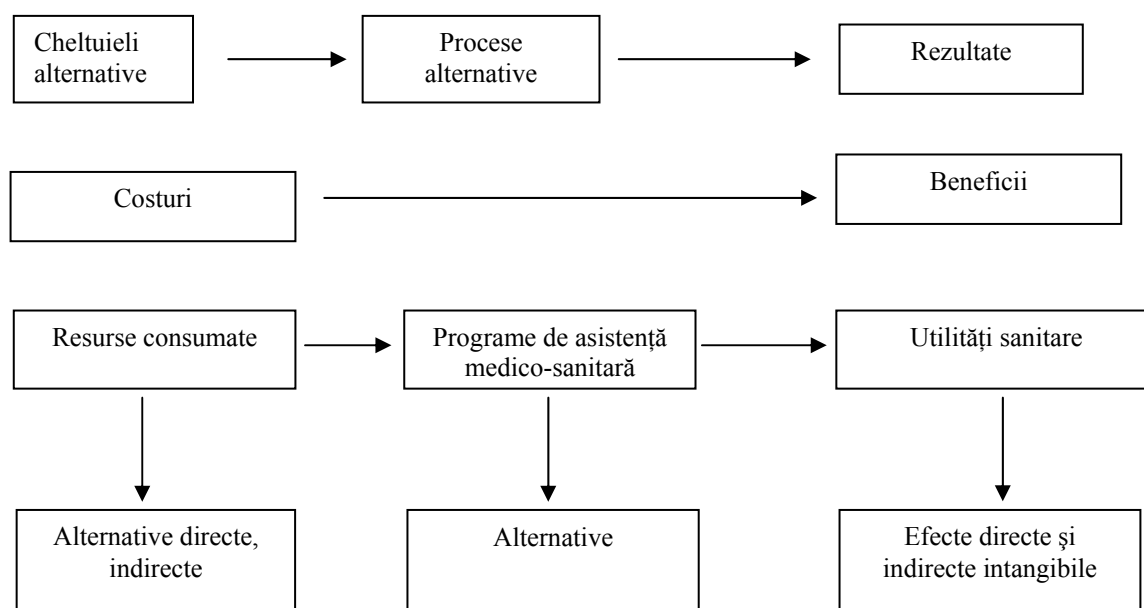 Cheltuieli
alternative
Procese
alternative
Rezultate
Costuri
Beneficii
Resurse consumate
Programe de asistență
medico-sanitară
Utilități sanitare
Alternative directe,
indirecte
Alternative
Efecte directe şi
indirecte intangibile